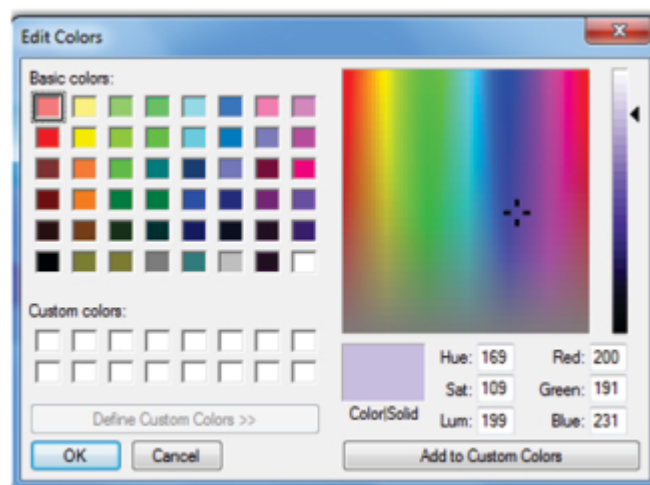 Edit Colors
Basic colors:
Custom colors:
Define Custom Colors >>
OK
Cancel
Hue: 169
Red: 200
Sat: 109
Green: 191
Color|Solid
Lum: 199
Blue: 231
Add to Custom Colors